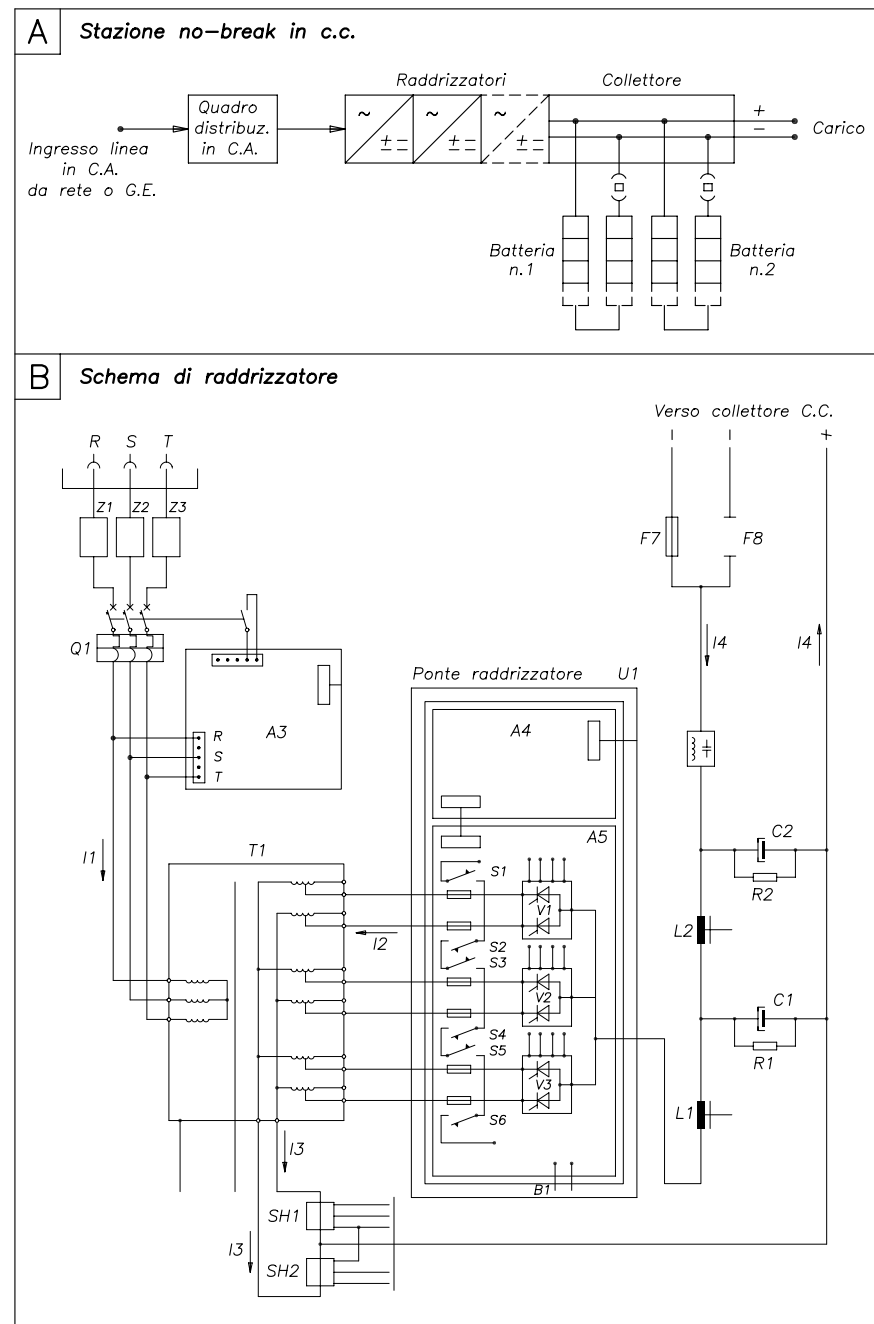 A
Stazione no-break in c.c.
Raddrizzatori
Collettore
Quadro
distribuz.
in C.A.
~
+ =
~
+ =
~
+ =
+
-
Carico
Ingresso linea
in C.A.
da rete o G.E.
Batteria
n.1
Batteria
n.2
B
Schema di raddrizzatore
Verso collettore C.C.
R S T
- - +
Z1 Z2 Z3
F7 F8
Q1
I4 I4
Ponte raddrizzatore U1
A3
R
S
T
A4
A5
I1
T1
C2
R2
S1
V1
I2
S2
S3
L2
V2
C1
R1
S4
S5
V3
L1
S6
I3
B1
SH1
I3
SH2